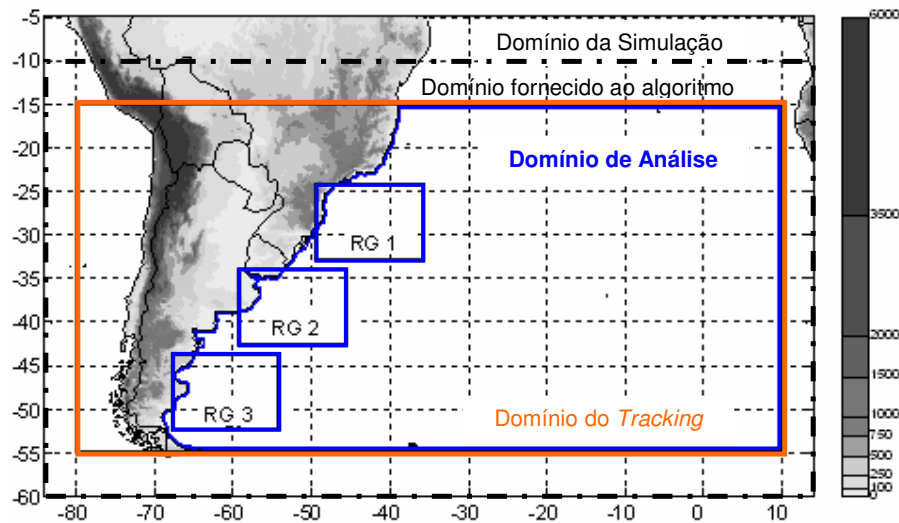 -5
Domínio da Simulação
-10
Domínio fornecido ao algoritmo
-15
Domínio de Análise
-20
-25
RG 1
-30
-35
RG 2
-40
-45
RG 3
Domínio do Tracking
-50
-55
-60
-80 -70 -60 -50 -40 -30 -20 -10 0 10
6000
3500
2000
1500
1000
750
500
250
100
0